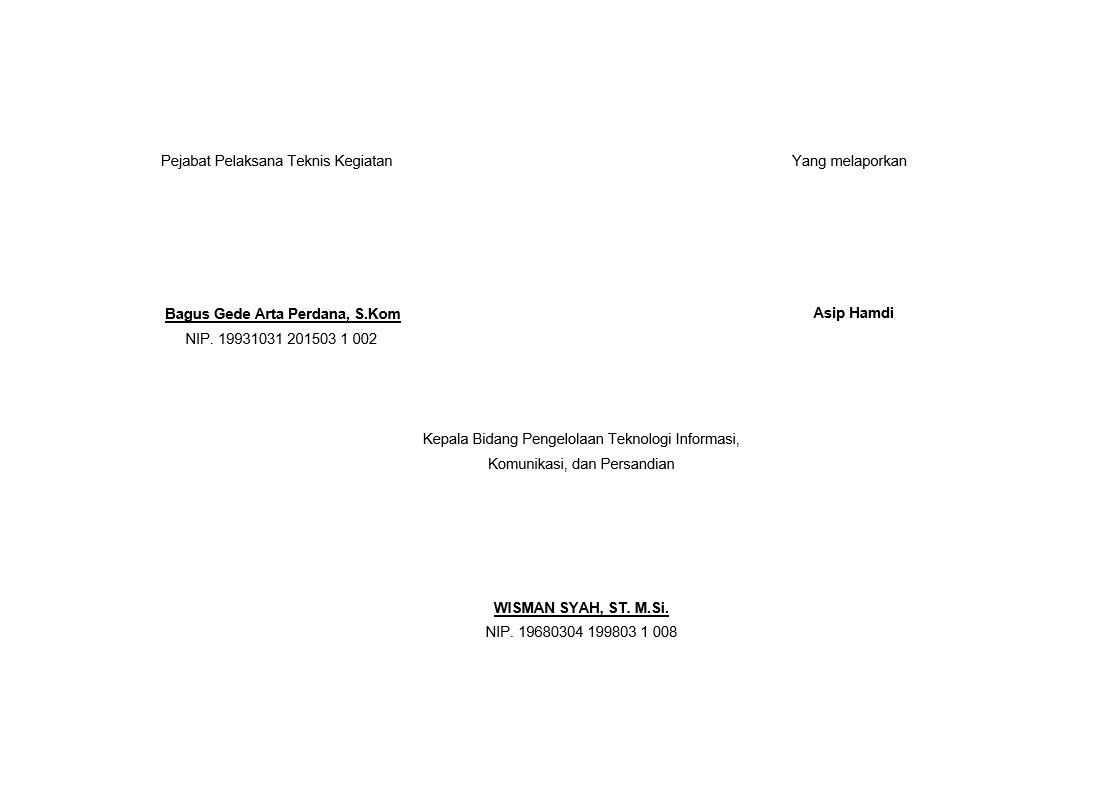 Pejabat Pelaksana Teknis Kegiatan
Yang melaporkan
Bagus Gede Arta Perdana, S.Kom
NIP. 19931031 201503 1 002
Asip Hamdi
Kepala Bidang Pengelolaan Teknologi Informasi,
Komunikasi, dan Persandian
WISMAN SYAH, ST. M.Si.
NIP. 19680304 199803 1 008